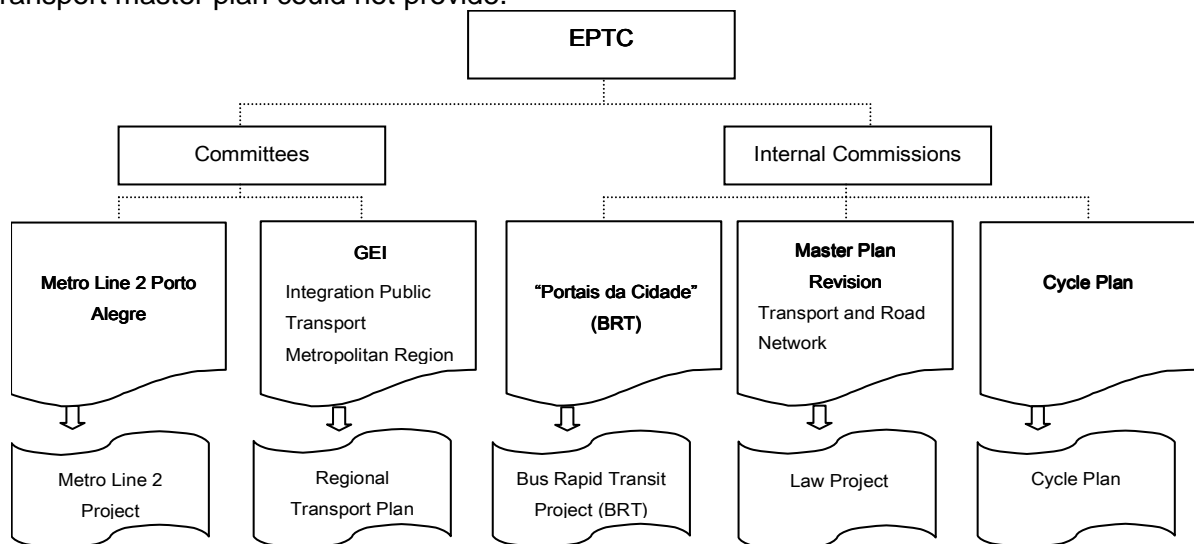 ransport master plan could not provide.
EPTC
Committees
Internal Commissions
Metro Line 2 Porto
Alegre
GEI
Integration Public
Transport
Metropolitan Region
“Portais da Cidade”
(BRT)
Master Plan
Revision
Transport and Road
Network
Cycle Plan
Metro Line 2
Project
Regional
Transport Plan
Bus Rapid Transit
Project (BRT)
Law Project
Cycle Plan